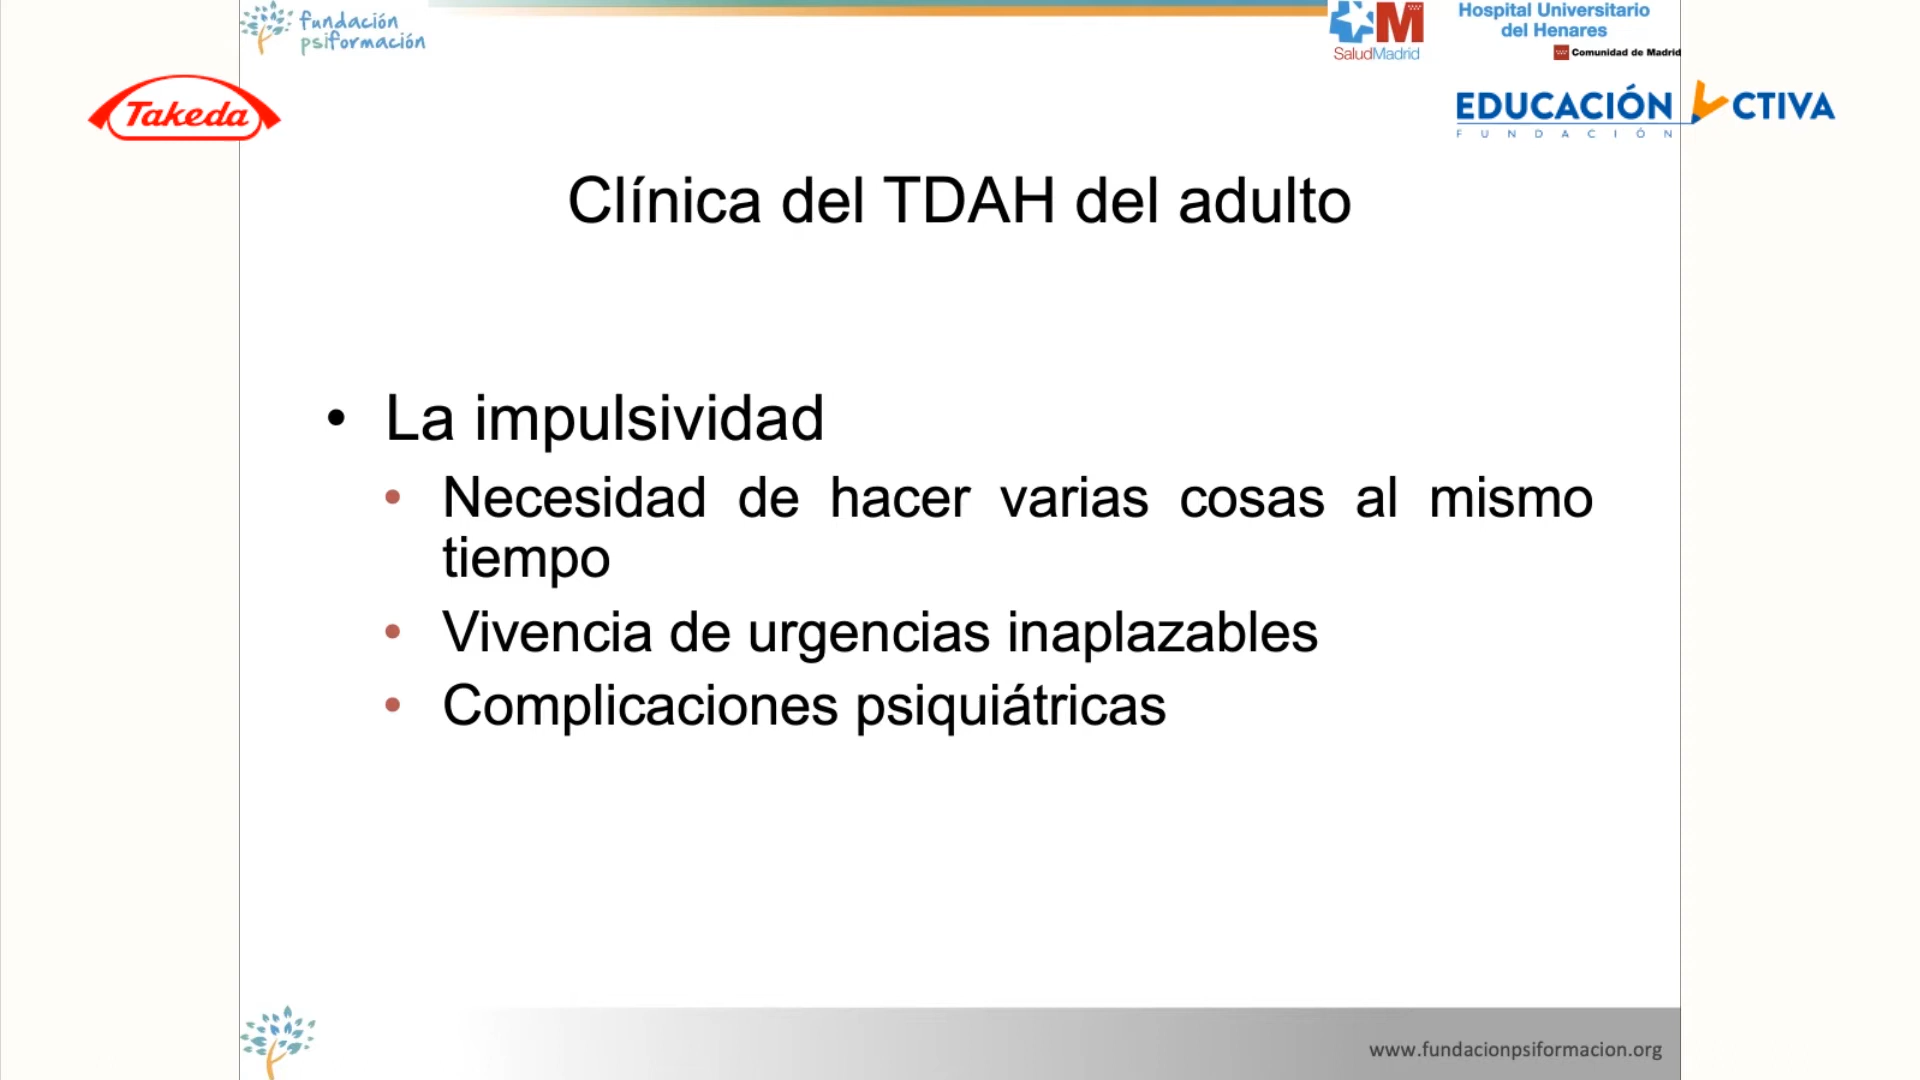 fundación
psiformación
SaludMadrid
Hospital Universitario
del Henares
Comunidad de Madrid
Takeda
EDUCACIÓN ACTIVA
FUNDACIÓN
Clínica del TDAH del adulto
• La impulsividad
• Necesidad de hacer varias cosas al mismo
tiempo
• Vivencia de urgencias inaplazables
• Complicaciones psiquiátricas
www.fundacionpsiformacion.org